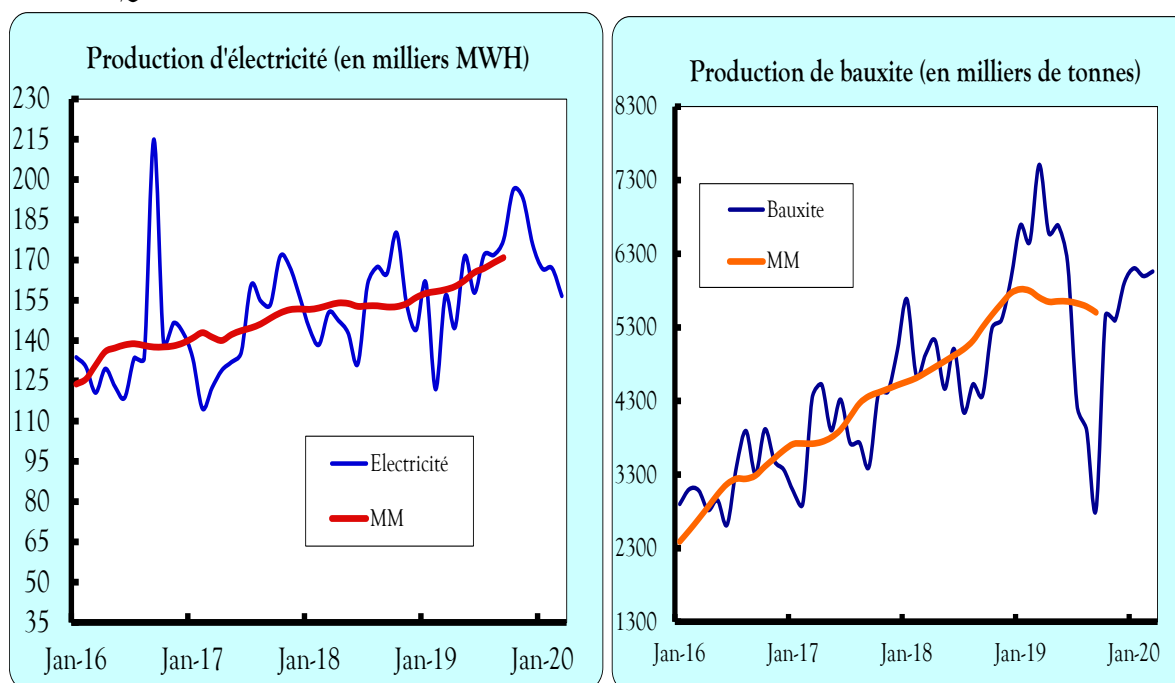 Production d'électricité (en milliers MWH)
230
215
200
185
170
155
140
125
110
95
80
65
50
35
Electricité
MM
Jan-16 Jan-17 Jan-18 Jan-19 Jan-20
Production de bauxite (en milliers de tonnes)
8300
7300
6300
5300
4300
3300
2300
1300
Bauxite
MM
Jan-16 Jan-17 Jan-18 Jan-19 Jan-20